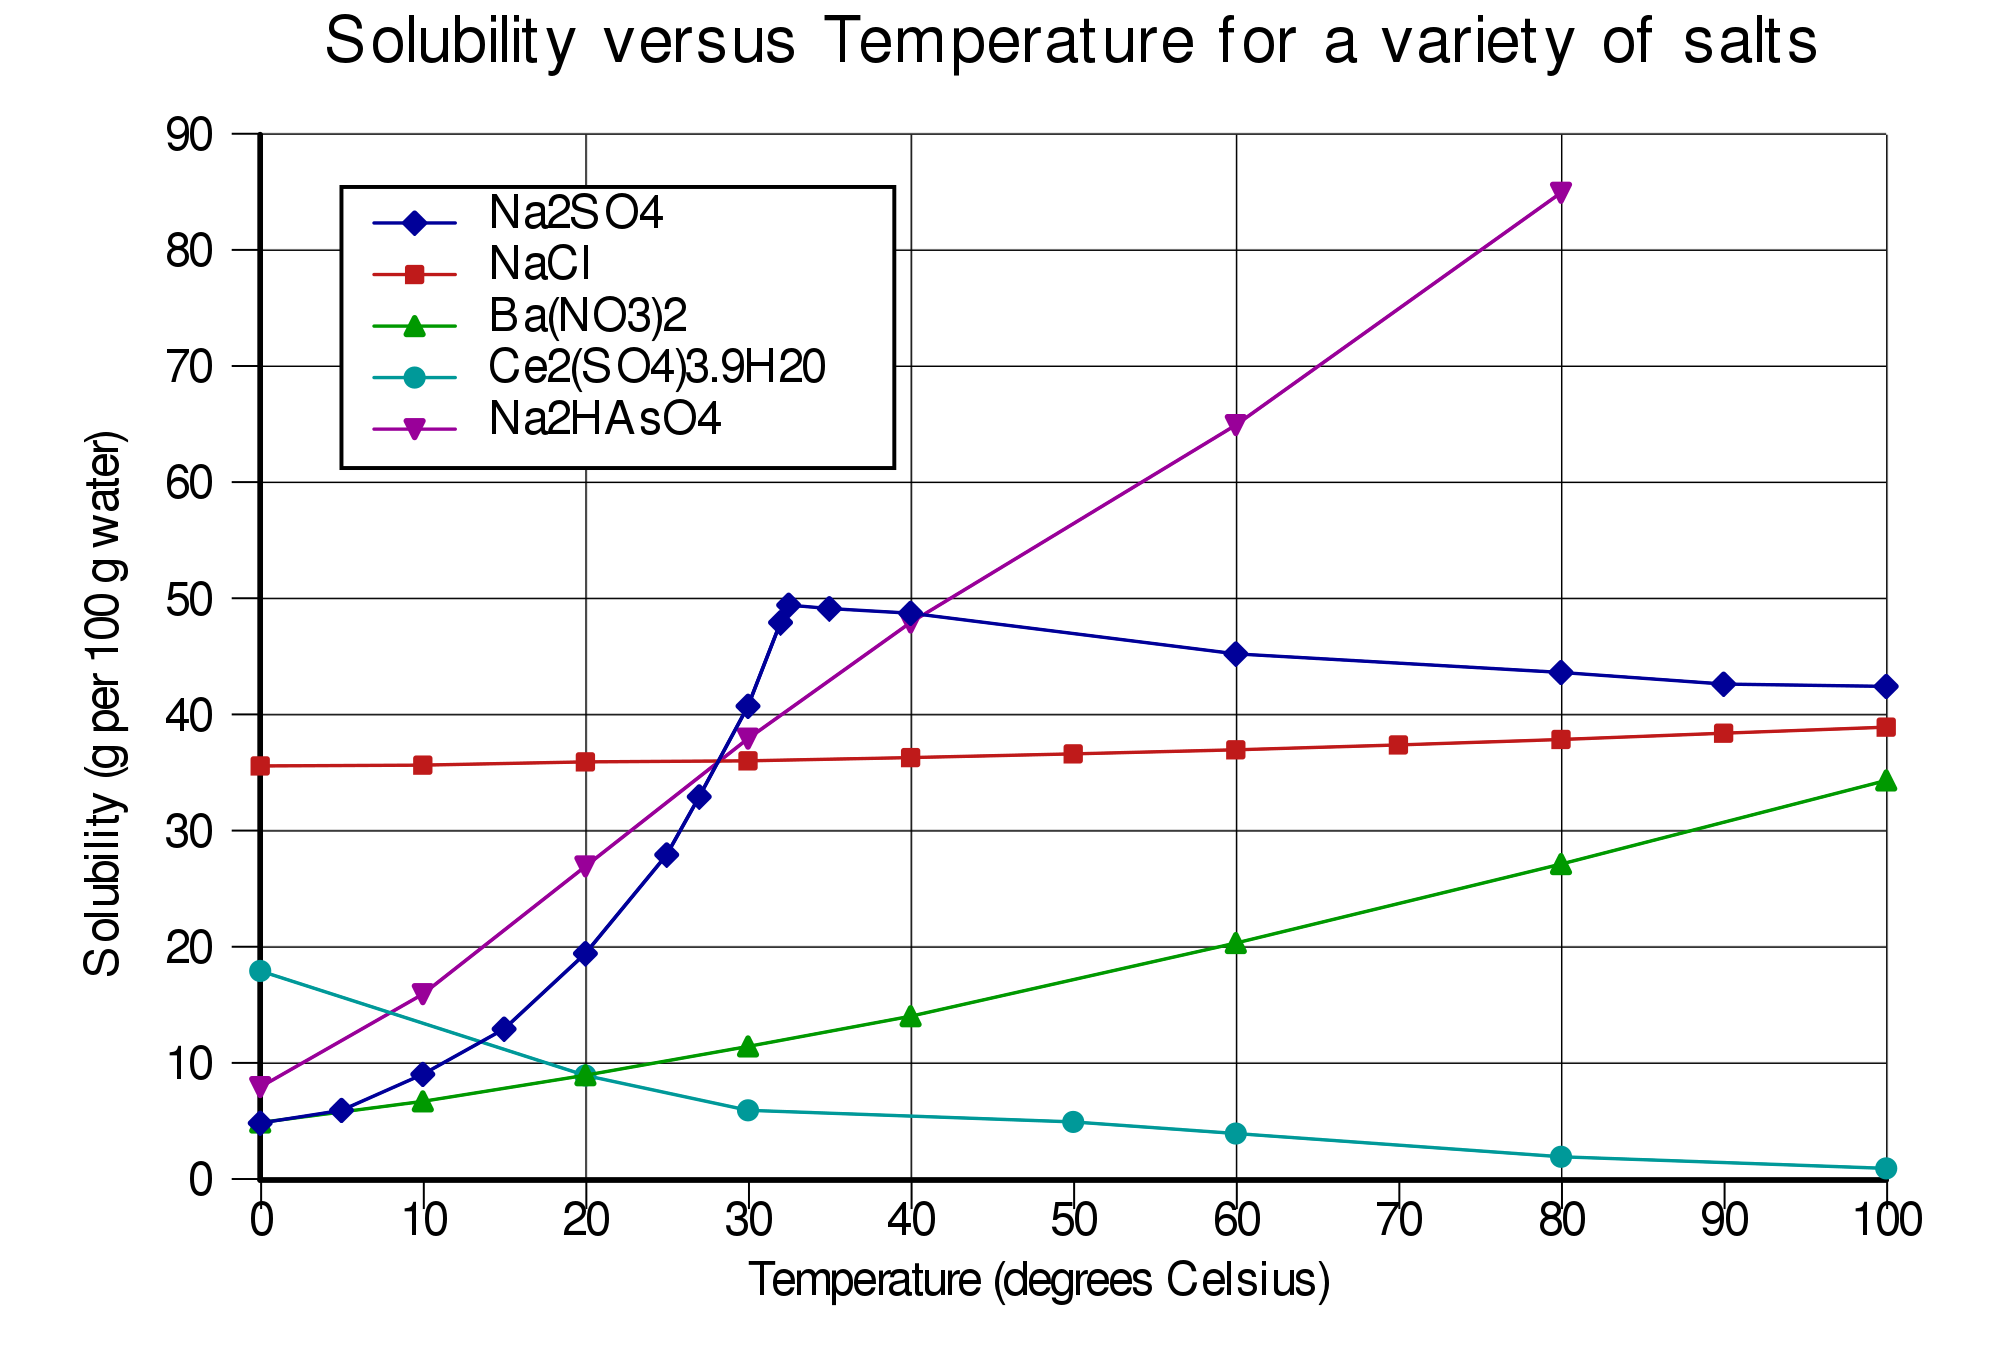 Solubility versus Temperature for a variety of salts
90
80
70
60
50
40
30
20
10
0
Solubility (g per 100 g water)
Na2SO4
NaCl
Ba(NO3)2
Ce2(SO4)3.9H20
Na2HAsO4
0 10 20 30 40 50 60 70 80 90 100
Temperature (degrees Celsius)